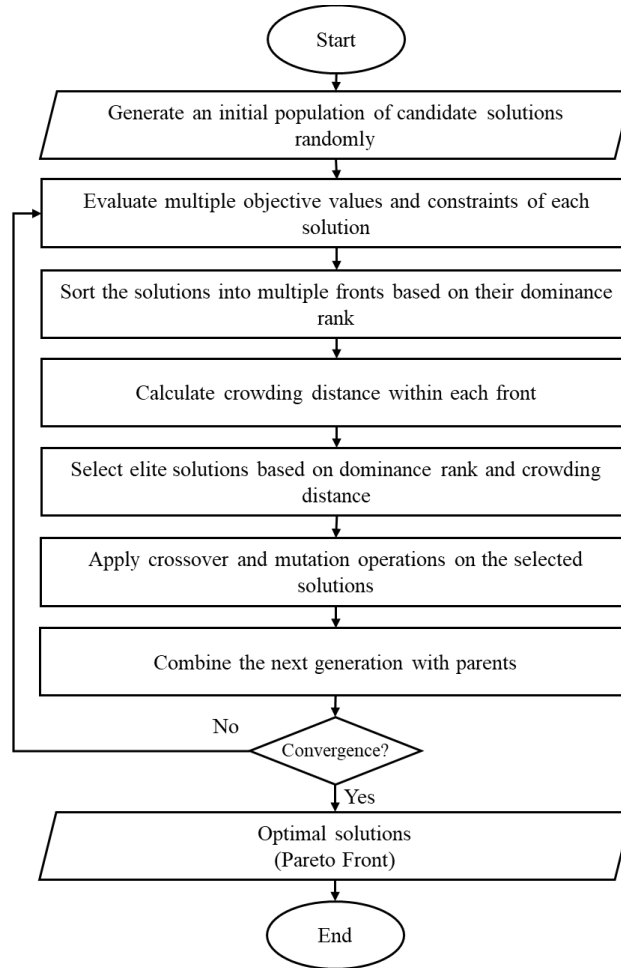 Start
Generate an initial population of candidate solutions
randomly
Evaluate multiple objective values and constraints of each
solution
Sort the solutions into multiple fronts based on their dominance
rank
Calculate crowding distance within each front
Select elite solutions based on dominance rank and crowding
distance
Apply crossover and mutation operations on the selected
solutions
Combine the next generation with parents
No
Convergence?
Yes
Optimal solutions
(Pareto Front)
End